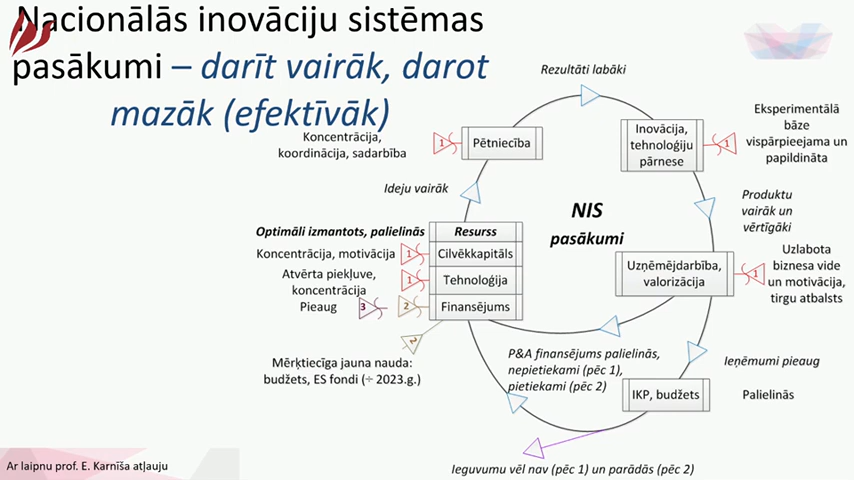 Nacionālās inovāciju sistēmas
pasākumi – darīt vairāk, darot
mazāk (efektīvāk)
Rezultāti labāki
Koncentrācija,
koordinācija, sadarbība
1
Pētniecība
Inovācija,
tehnoloģiju
pārnese
1
Eksperimentālā
bāze
vispārpieejama un
papildināta
Ideju vairāk
NIS
pasākumi
Produktu
vairāk un
vērtīgāki
Optimāli izmantots, palielinās
Resurss
Koncentrācija, motivācija
1
Cilvēkkapitāls
Atvērta piekļuve,
koncentrācija
1
Tehnoloģija
Pieaug
3
2
Finansējums
2
Mērķtiecīga jauna nauda:
budžets, ES fondi (÷ 2023.g.)
Uzņēmējdarbība,
valorizācija
1
Uzlabota
biznesa vide
un motivācija,
tirgu atbalsts
P&A finansējums palielinās,
nepietiekami (pēc 1),
pietiekami (pēc 2)
Ieņēmumi pieaug
IKP, budžets
Palielinās
Ieguvumu vēl nav (pēc 1) un parādās (pēc 2)
Ar laipnu prof. E. Karnīša atļauju